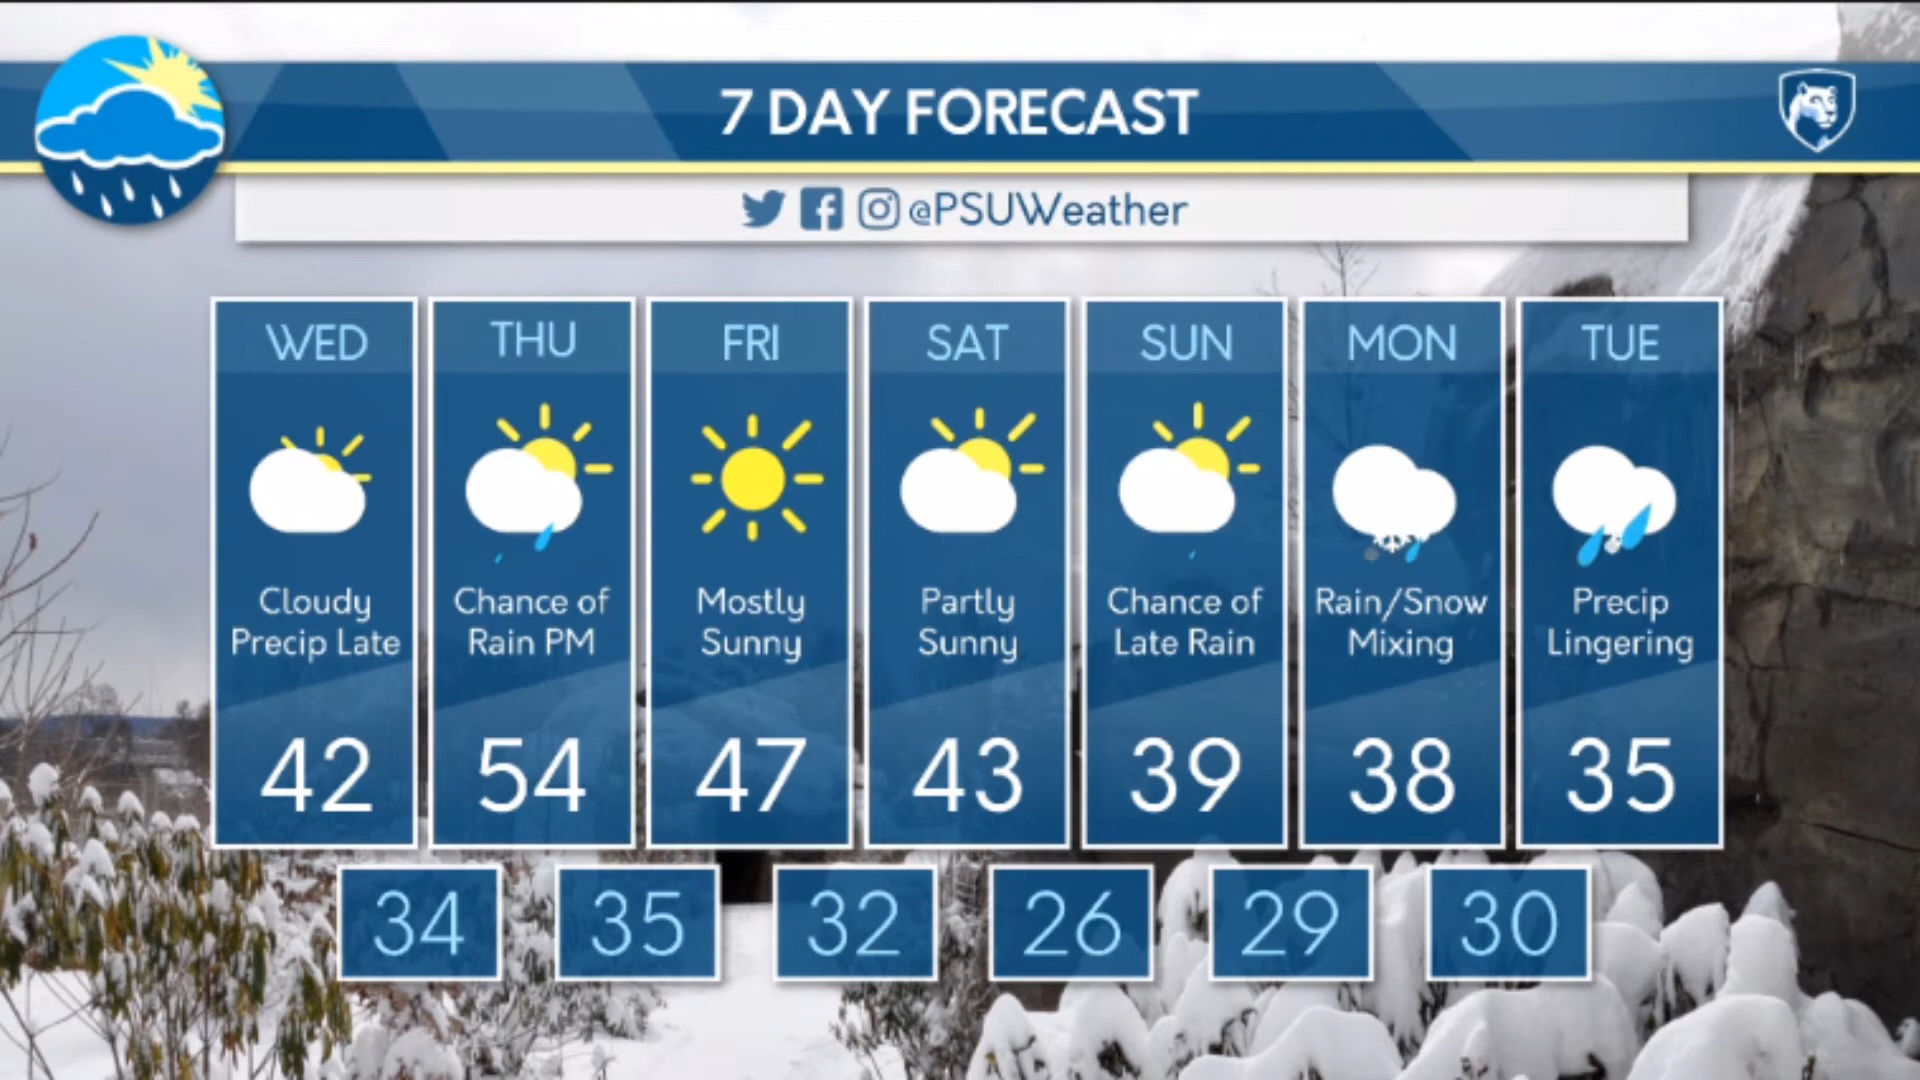 7 DAY FORECAST
@PSUWeather
WED
THU
FRI
SAT
SUN
MON
TUE
Cloudy
Precip Late
Chance of
Rain PM
Mostly
Sunny
Partly
Sunny
Chance of
Late Rain
Rain/Snow
Mixing
Precip
Lingering
42
54
47
43
39
38
35
34
35
32
26
29
30